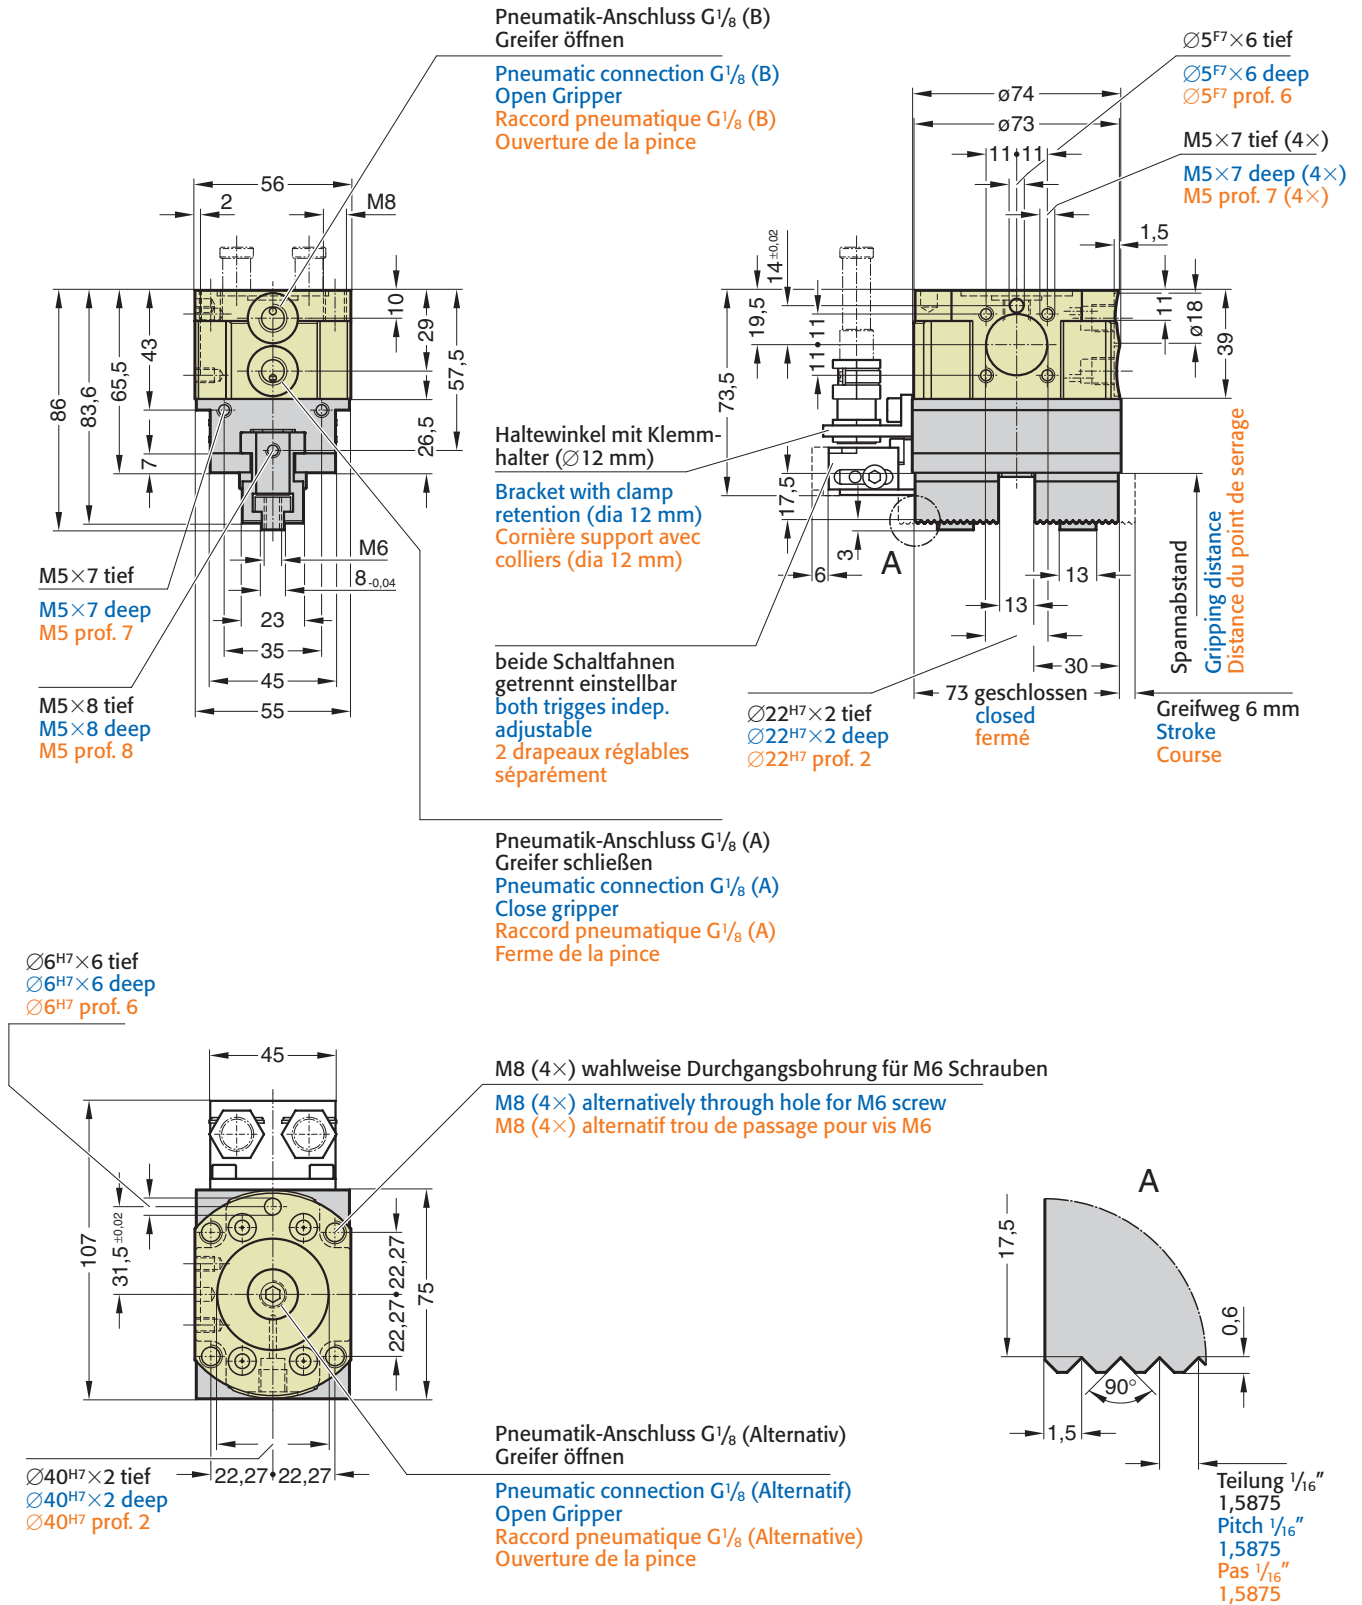 Pneumatik-Anschluss G1/8 (B)
Greifer öffnen
Pneumatic connection G1/8 (B)
Open Gripper
Raccord pneumatique G1/8 (B)
Ouverture de la pince
∅5F7×6 tief
∅5F7×6 deep
∅5F7 prof. 6
M5×7 tief (4×)
M5×7 deep (4×)
M5 prof. 7 (4×)
56
2
M8
86
83,6
65,5
43
7
10
29
57,5
26,5
M6
8 -0,04
23
35
45
55
M5×7 tief
M5×7 deep
M5 prof. 7
M5×8 tief
M5×8 deep
M5 prof. 8
ø74
ø73
11
11
1,5
14 ±0,02
19,5
11
11
73,5
17,5
3
6
A
11
ø18
39
13
13
30
73 geschlossen
closed
fermé
Haltewinkel mit Klemm-
halter (∅12 mm)
Bracket with clamp
retention (dia 12 mm)
Cornière support avec
colliers (dia 12 mm)
beide Schaltfahnen
getrennt einstellbar
both trigges indep.
adjustable
2 drapeaux réglables
séparément
∅22H7×2 tief
∅22H7×2 deep
∅22H7 prof. 2
Spannabstand
Gripping distance
Distance du point de serrage
Greifweg 6 mm
Stroke
Course
Pneumatik-Anschluss G1/8 (A)
Greifer schließen
Pneumatic connection G1/8 (A)
Close gripper
Raccord pneumatique G1/8 (A)
Ferme de la pince
∅6H7×6 tief
∅6H7×6 deep
∅6H7 prof. 6
45
M8 (4×) wahlweise Durchgangsbohrung für M6 Schrauben
M8 (4×) alternatively through hole for M6 screw
M8 (4×) alternatif trou de passage pour vis M6
107
31,5 ±0,02
22,27
22,27
75
22,27
22,27
∅40H7×2 tief
∅40H7×2 deep
∅40H7 prof. 2
Pneumatik-Anschluss G1/8 (Alternativ)
Greifer öffnen
Pneumatic connection G1/8 (Alternatif)
Open Gripper
Raccord pneumatique G1/8 (Alternative)
Ouverture de la pince
A
17,5
0,6
90°
1,5
Teilung 1/16″
1,5875
Pitch 1/16″
1,5875
Pas 1/16″
1,5875